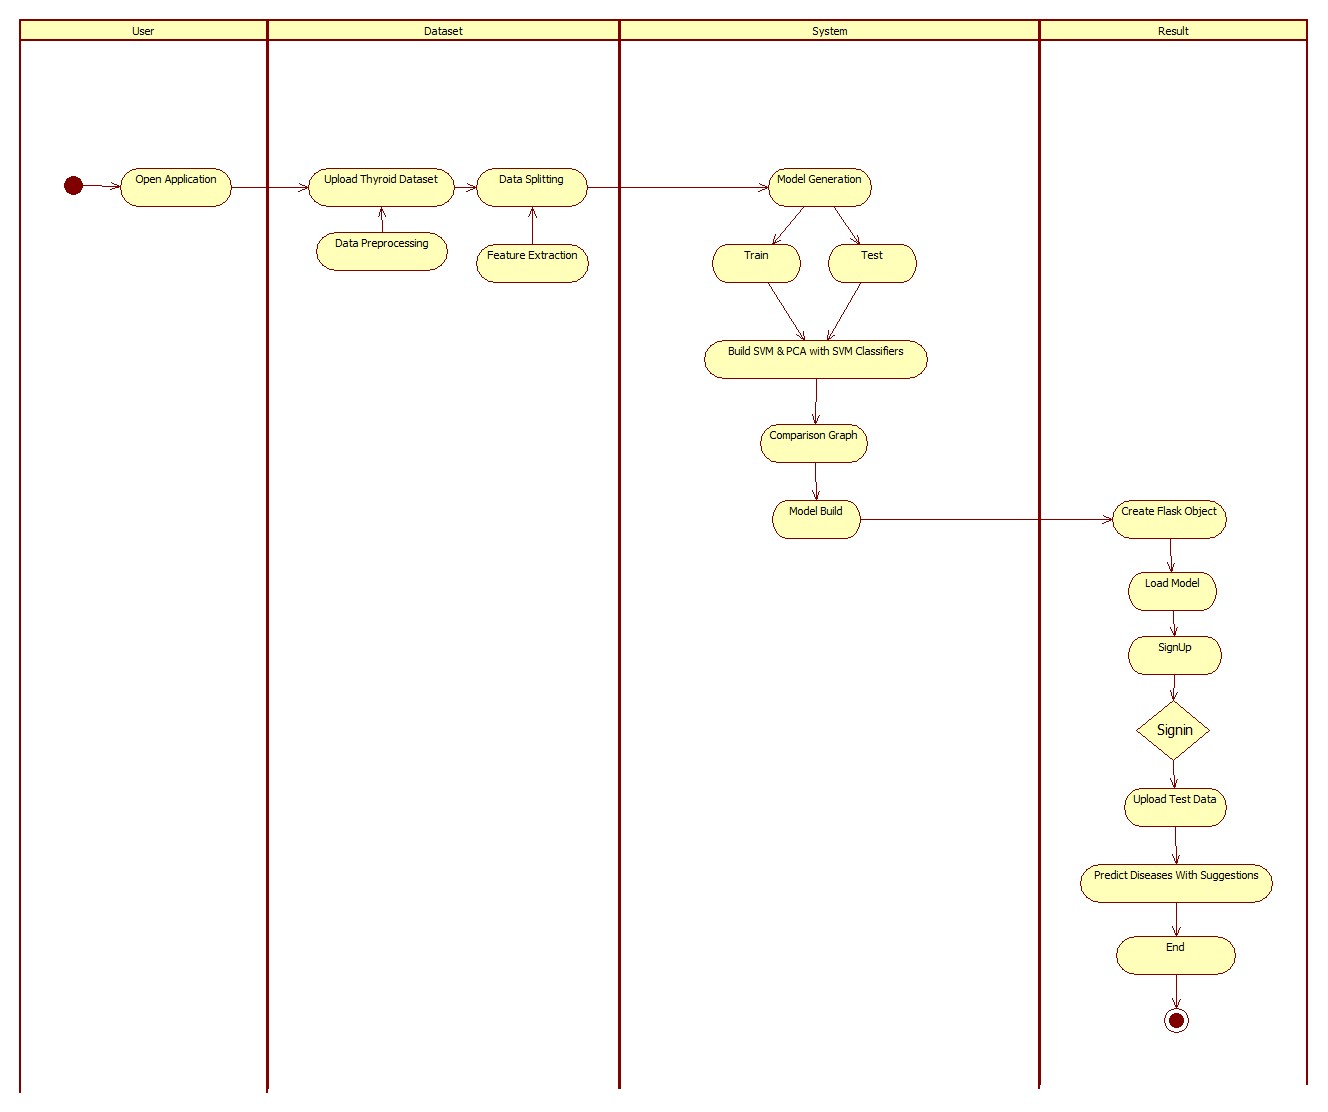 User
Dataset
System
Result
Open Application
Upload Thyroid Dataset
Data Splitting
Model Generation
Data Preprocessing
Feature Extraction
Train
Test
Build SVM & PCA with SVM Classifiers
Comparison Graph
Model Build
Create Flask Object
Load Model
SignUp
Signin
Upload Test Data
Predict Diseases With Suggestions
End